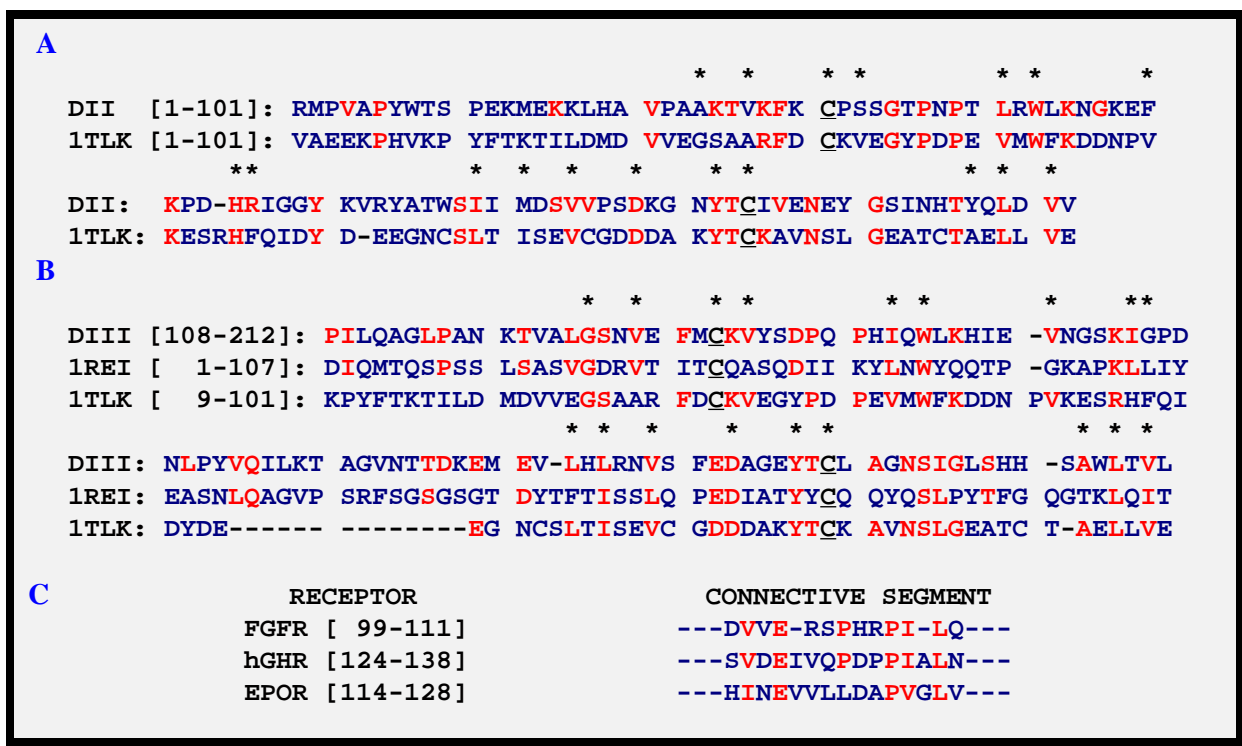 A
* * * * * * *
DII [1-101]: RMPVAPYWTS PEKMEKKLHA VPAAKTVKFK CPSSGTPNPT LRWLKNGKEF
1TLK [1-101]: VAEEKPHVKP YFTKTILDMD VVEGSAARFD CKVEGYPDPE VMWFKDDNPV
** * * * * * * * * *
DII: KPD-HRIGGY KVRYATWSII MDSVVPSDKG NYTCIVENEY GSINHTYQLD VV
1TLK: KESRHFQIDY D-EEGNCSLT ISEVCGDDDA KYTCKAVNSL GEATCTAELL VE
B
* * * * * * * **
DIII [108-212]: PILQAGLPAN KTVALGSNVE FMCKVYSDPQ PHIQWLKHIE -VNGSKIGPD
1REI [ 1-107]: DIQMTQSPSS LSASVGDRVT ITCQASQDII KYLNWYQQTP -GKAPKLLIY
1TLK [ 9-101]: KPYFTKTILD MDVVEGSAAR FDCKVEGYPD PEVMWFKDDN PVKESRHFQI
* * * * * * * * *
DIII: NLPYVQILKT AGVNTTDKEM EV-LHLRNVS FEDAGEYTCL AGNSIGLSHH -SAWLTVL
1REI: EASNLQAGVP SRFSGSGSGT DYTFTISSLQ PEDIATYYCQ QYQSLPYTFG QGTKLQIT
1TLK: DYDE------ ---------EG NCSLTISEVC GDDDAKYTCK AVNSLGEATC T-AELLVE
C
RECEPTOR CONNECTIVE SEGMENT
FGFR [ 99-111] ---DVVE-RSPHRPI-LQ---
hGHR [124-138] ---SVDEIVQPDPPIALN---
EPOR [114-128] ---HINEVVLLDAPVGLV---